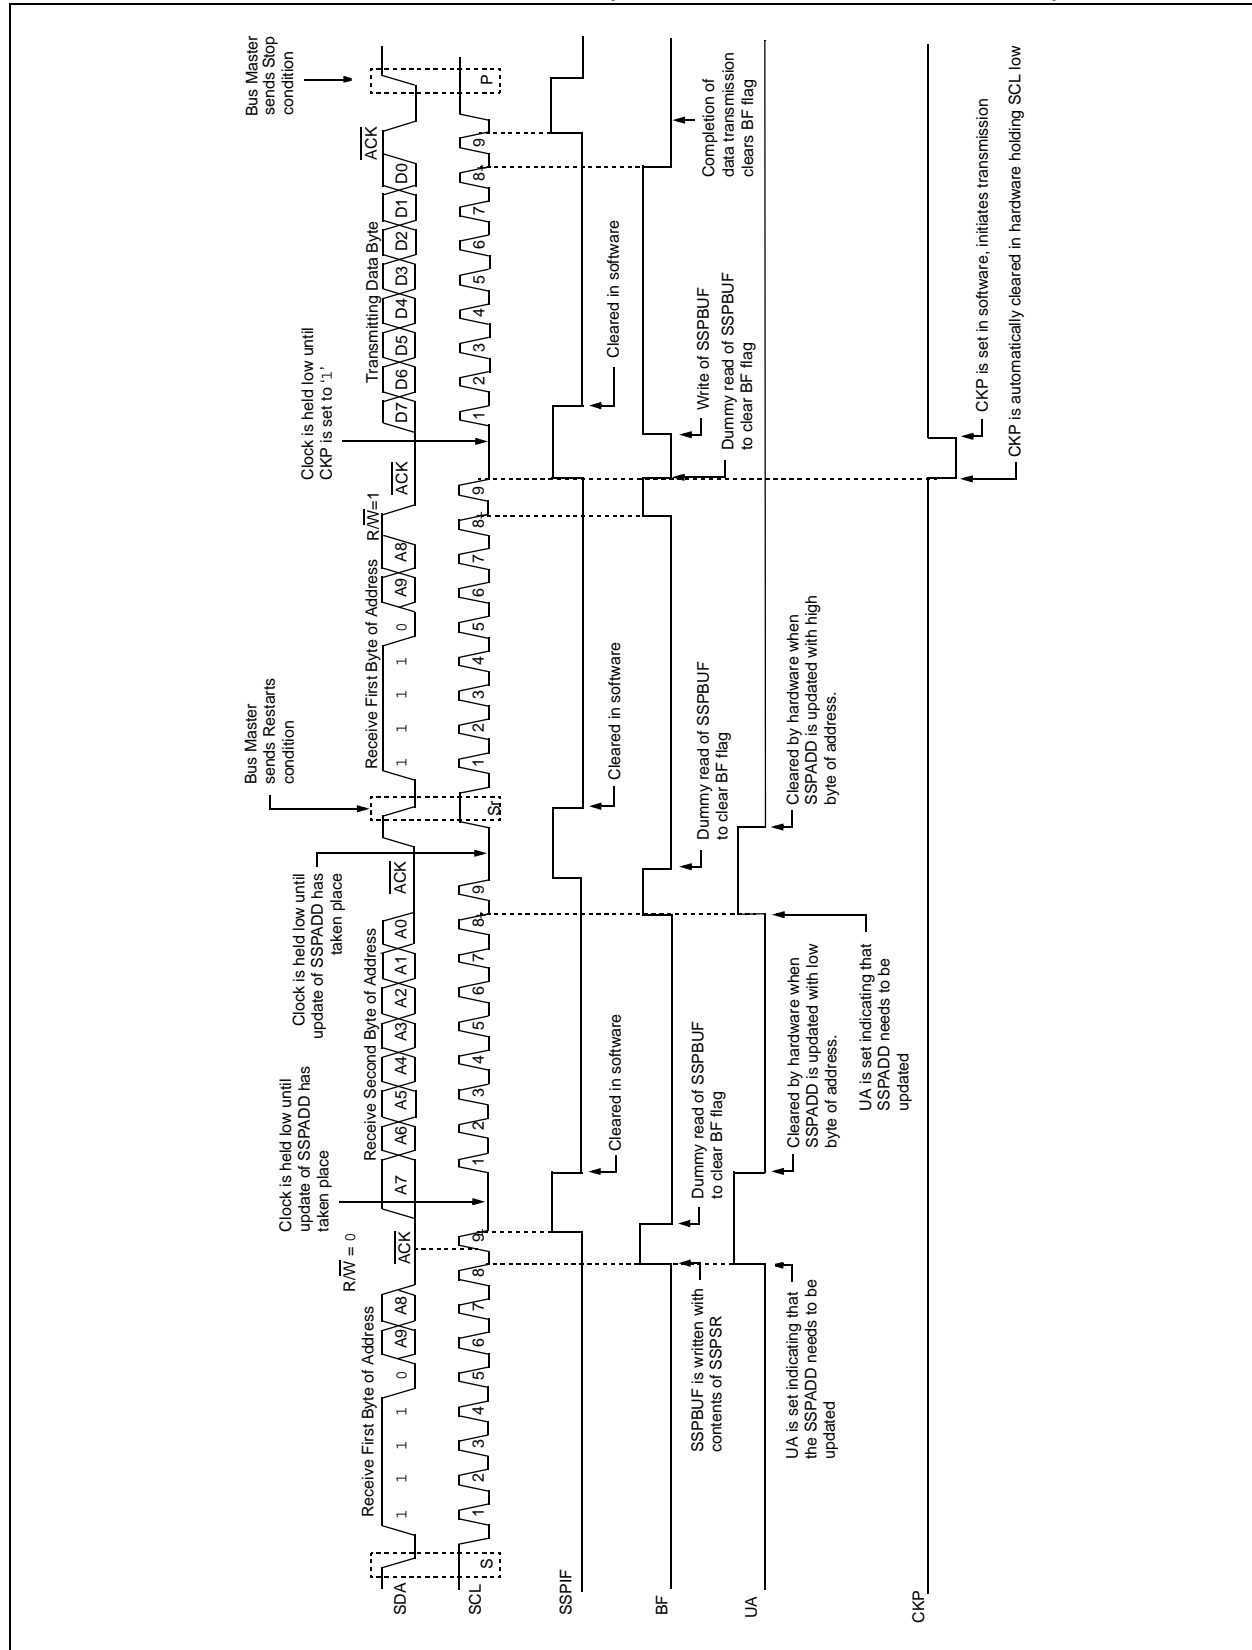 Bus Master
sends Stop
condition
Bus Master
sends Restarts
condition
Clock is held low until
CKP is set to ‘1’
Clock is held low until
update of SSPADD has
taken place
Clock is held low until
update of SSPADD has
taken place
Receive First Byte of Address
R/W = 0
Receive Second Byte of Address
Receive First Byte of Address
R/W=1
Transmitting Data Byte
SDA
1 1 1 1 0 A9 A8 ACK A7 A6 A5 A4 A3 A2 A1 A0 ACK 1 1 1 1 0 A9 A8 ACK D7 D6 D5 D4 D3 D2 D1 D0 ACK
SCL
S 1 2 3 4 5 6 7 8 9 1 2 3 4 5 6 7 8 9 Sr 1 2 3 4 5 6 7 8 9 1 2 3 4 5 6 7 8 9 P
SSPIF
Cleared in software
Cleared in software
Cleared in software
BF
SSPBUF is written with
contents of SSPSR
Dummy read of SSPBUF
to clear BF flag
Dummy read of SSPBUF
to clear BF flag
Write of SSPBUF
Dummy read of SSPBUF
to clear BF flag
Completion of
data transmission
clears BF flag
UA
UA is set indicating that
the SSPADD needs to be
updated
Cleared by hardware when
SSPADD is updated with low
byte of address.
UA is set indicating that
SSPADD needs to be
updated
Cleared by hardware when
SSPADD is updated with high
byte of address.
CKP
CKP is set in software, initiates transmission
CKP is automatically cleared in hardware holding SCL low